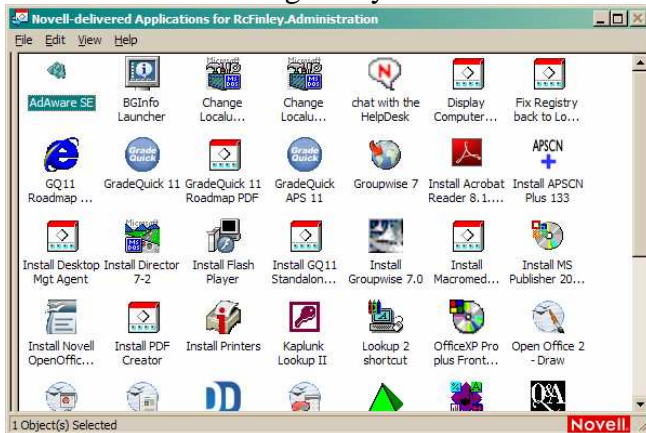 Novell-delivered Applications for RcFinley.Administration
File Edit View Help
AdAware SE
BGInfo
Launcher
Change
Localu...
Change
Localu...
chat with the
HelpDesk
Display
Computer...
Fix Registry
back to Lo...
GQ11
Roadmap ...
GradeQuick 11
GradeQuick 11
Roadmap PDF
GradeQuick
APS 11
Groupwise 7
Install Acrobat
Reader 8.1....
APSCN
+
Install APSCN
Plus 133
Install Desktop
Mgt Agent
Install Director
7-2
Install Flash
Player
Install GQ11
Standalon...
Install
Groupwise 7.0
Install
Macromed...
Install MS
Publisher 20...
Install Novell
OpenOffic...
Install PDF
Creator
Install Printers
Kaplunk
Lookup II
Lookup 2
shortcut
OfficeXP Pro
plus Front...
Open Office 2
- Draw
Q&A
1 Object(s) Selected
Novell.